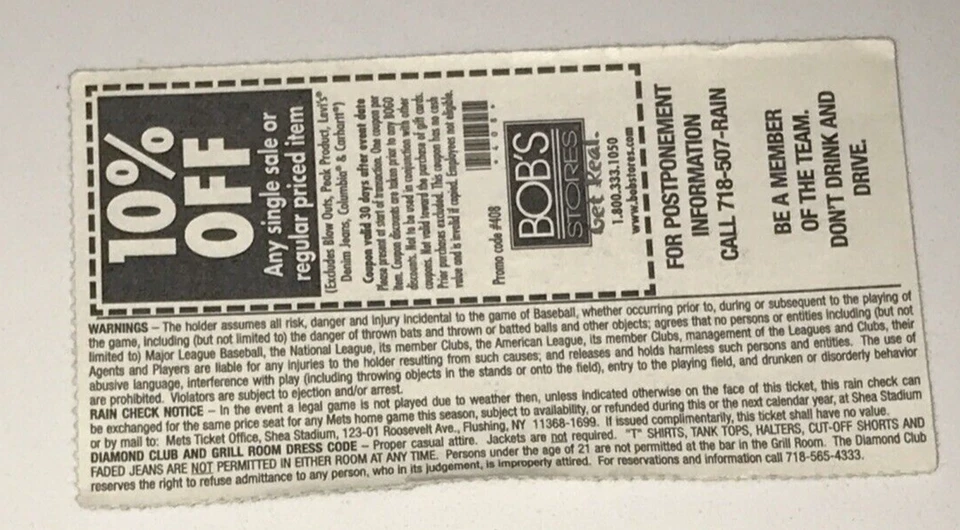 10%
OFF
Any single sale or
regular priced item
(Excludes Blow Outs, Peak Product, Levi's®
Denim Jeans, Columbia® & Carhartt®)
Coupon valid 30 days after event date
Please present at start of transaction. One coupon per
item. Coupon discounts are taken prior to any BOGO
discounts. Not to be used in conjunction with other
coupons. Not valid toward the purchase of gift cards.
Prior purchases excluded. This coupon has no cash
value and is invalid if copied. Employees not eligible.
*408*
Promo code #408
BOB'S
STORES
Get Real.
1.800.333.1050
www.bobstores.com
FOR POSTPONEMENT
INFORMATION
CALL 718-507-RAIN
BE A MEMBER
OF THE TEAM.
DON'T DRINK AND
DRIVE.
WARNINGS – The holder assumes all risk, danger and injury incidental to the game of Baseball, whether occurring prior to, during or subsequent to the playing of
the game, including (but not limited to) the danger of thrown bats and thrown or batted balls and other objects; agrees that no persons or entities including (but not
limited to) Major League Baseball, the National League, its member Clubs, the American League, its member Clubs, management of the Leagues and Clubs, their
Agents and Players are liable for any injuries to the holder resulting from such causes; and releases and holds harmless such persons and entities. The use of
abusive language, interference with play (including throwing objects in the stands or onto the field), entry to the playing field, and drunken or disorderly behavior
are prohibited. Violators are subject to ejection and/or arrest.
RAIN CHECK NOTICE – In the event a legal game is not played due to weather then, unless indicated otherwise on the face of this ticket, this rain check can
be exchanged for the same price seat for any Mets home game this season, subject to availability, or refunded during this or the next calendar year, at Shea Stadium
or by mail to: Mets Ticket Office, Shea Stadium, 123-01 Roosevelt Ave., Flushing, NY 11368-1699. If issued complimentarily, this ticket shall have no value.
DIAMOND CLUB AND GRILL ROOM DRESS CODE – Proper casual attire. Jackets are not required. "T" SHIRTS, TANK TOPS, HALTERS, CUT-OFF SHORTS AND
FADED JEANS ARE NOT PERMITTED IN EITHER ROOM AT ANY TIME. Persons under the age of 21 are not permitted at the bar in the Grill Room. The Diamond Club
reserves the right to refuse admittance to any person, who in its judgement, is improperly attired. For reservations and information call 718-565-4333.